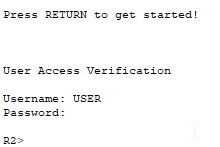 Press RETURN to get started!
User Access Verification
Username: USER
Password:
R2>